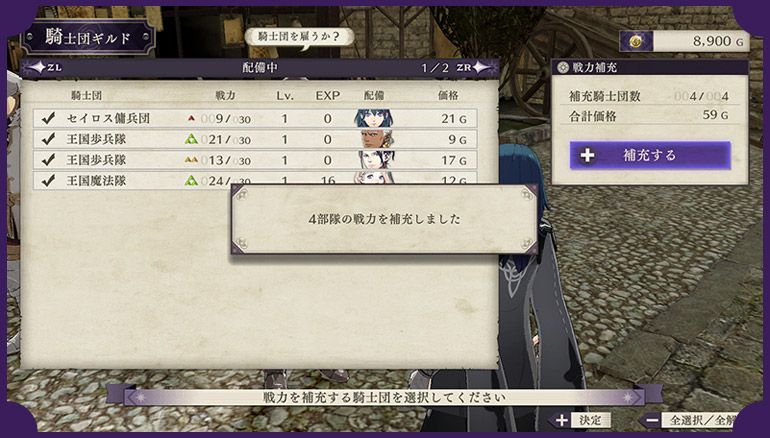 騎士団ギルド
騎士団を雇うか?
8,900 G
ZL 配備中 1/2 ZR
騎士団 戦力 Lv. EXP 配備 価格
セイロス傭兵団 009/030 1 0 21 G
王国歩兵隊 021/030 1 0 9 G
王国歩兵隊 013/030 1 0 17 G
王国魔法隊 024/030 1 16 12 G
戦力補充
補充騎士団数 004/004
合計価格 59 G
補充する
4部隊の戦力を補充しました
戦力を補充する騎士団を選択してください
決定 全選択/全解